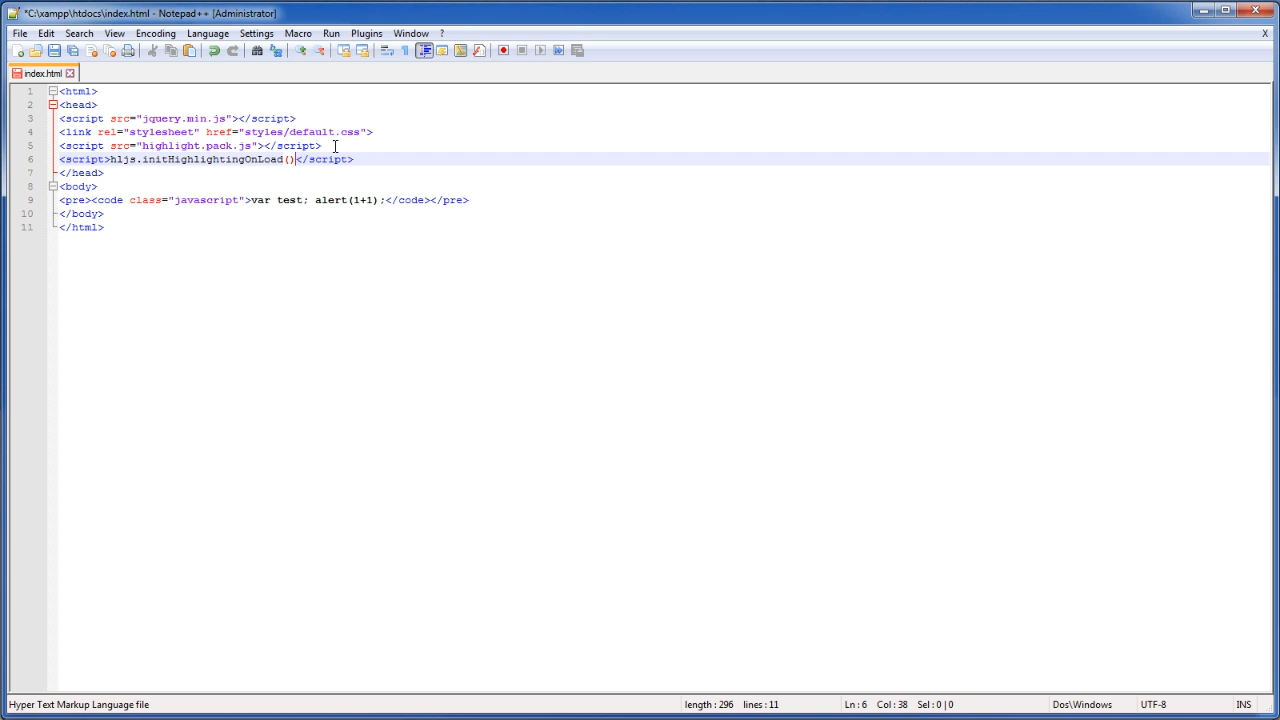 *C:\xampp\htdocs\index.html - Notepad++ [Administrator]
File Edit Search View Encoding Language Settings Macro Run Plugins Window ? X
index.html
1 <html>
2 <head>
3 <script src="jquery.min.js"></script>
4 <link rel="stylesheet" href="styles/default.css">
5 <script src="highlight.pack.js"></script>
6 <script>hljs.initHighlightingOnLoad()</script>
7 </head>
8 <body>
9 <pre><code class="javascript">var test; alert(1+1);</code></pre>
10 </body>
11 </html>
Hyper Text Markup Language file length : 296 lines : 11 Ln : 6 Col : 38 Sel : 0 | 0 Dos\Windows UTF-8 INS